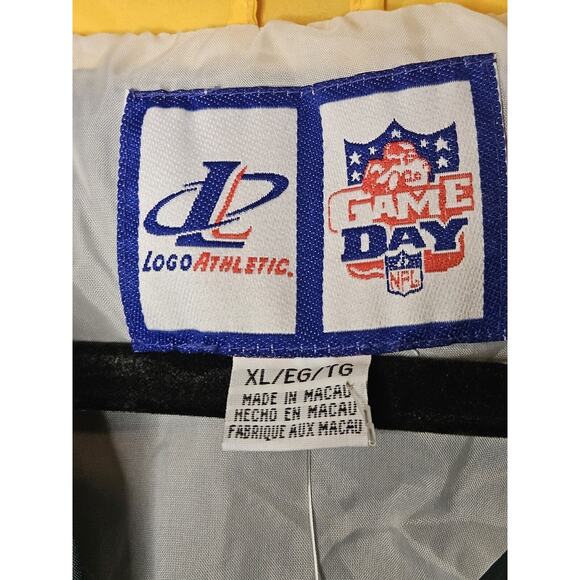 LOGO ATHLETIC.
GAME
DAY
NFL
XL/EG/TG
MADE IN MACAU
HECHO EN MACAU
FABRIQUE AUX MACAU